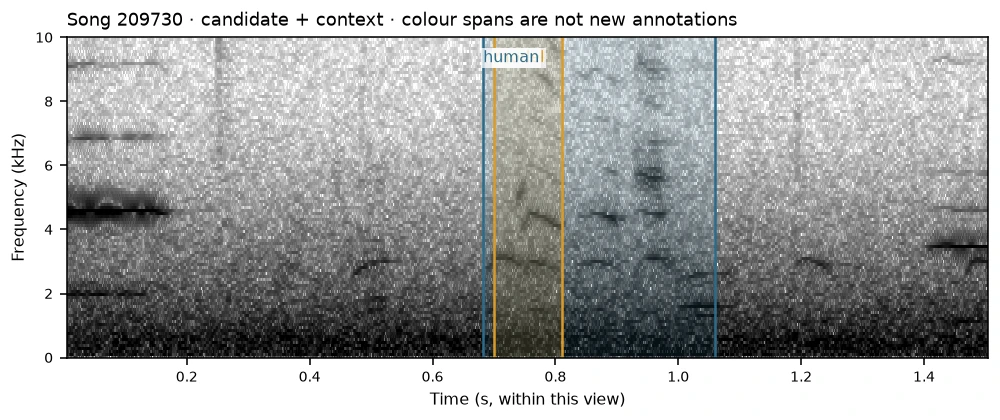 Song 209730 · candidate + context · colour spans are not new annotations
human
Frequency (kHz)
10
8
6
4
2
0
0.2 0.4 0.6 0.8 1.0 1.2 1.4
Time (s, within this view)